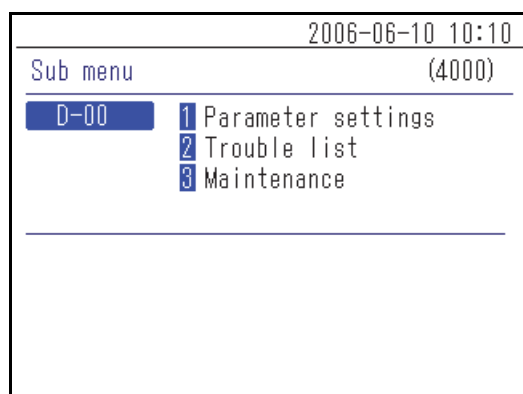 2006-06-10 10:10
Sub menu (4000)
D-00 1 Parameter settings
2 Trouble list
3 Maintenance